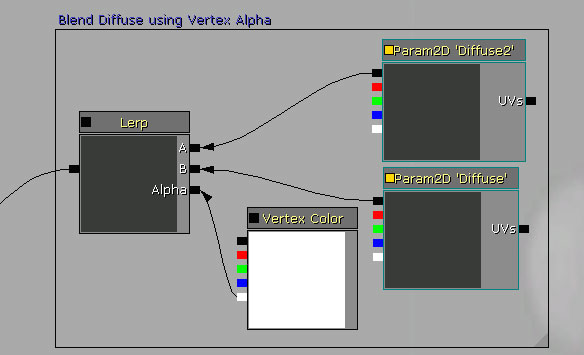 Blend Diffuse using Vertex Alpha
Param2D 'Diffuse2'
UVs
Lerp
A
B
Alpha
Param2D 'Diffuse'
UVs
Vertex Color